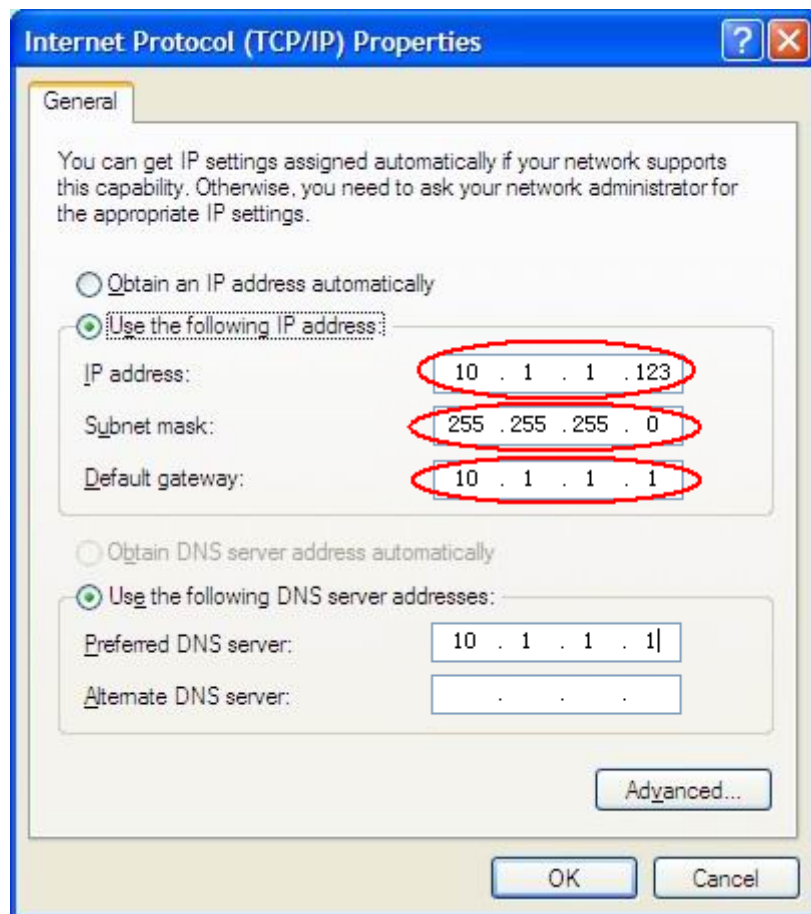 Internet Protocol (TCP/IP) Properties
?
General
You can get IP settings assigned automatically if your network supports
this capability. Otherwise, you need to ask your network administrator for
the appropriate IP settings.
Obtain an IP address automatically
Use the following IP address:
IP address: 10 . 1 . 1 . 123
Subnet mask: 255 . 255 . 255 . 0
Default gateway: 10 . 1 . 1 . 1
Obtain DNS server address automatically
Use the following DNS server addresses:
Preferred DNS server: 10 . 1 . 1 . 1
Alternate DNS server: . . .
Advanced...
OK Cancel